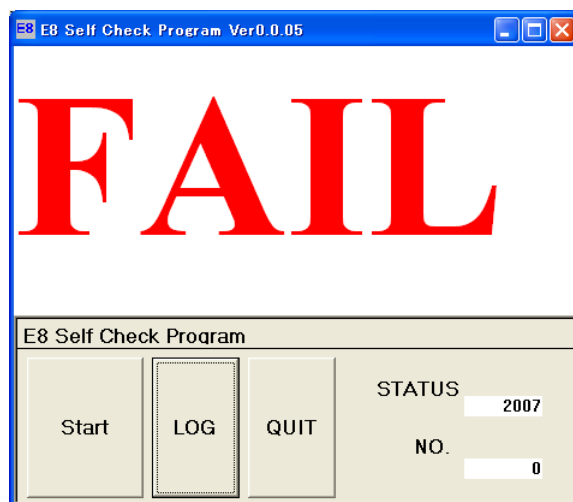 E8 E8 Self Check Program Ver0.0.05
FAIL
E8 Self Check Program
Start LOG QUIT
STATUS
2007
NO.
0